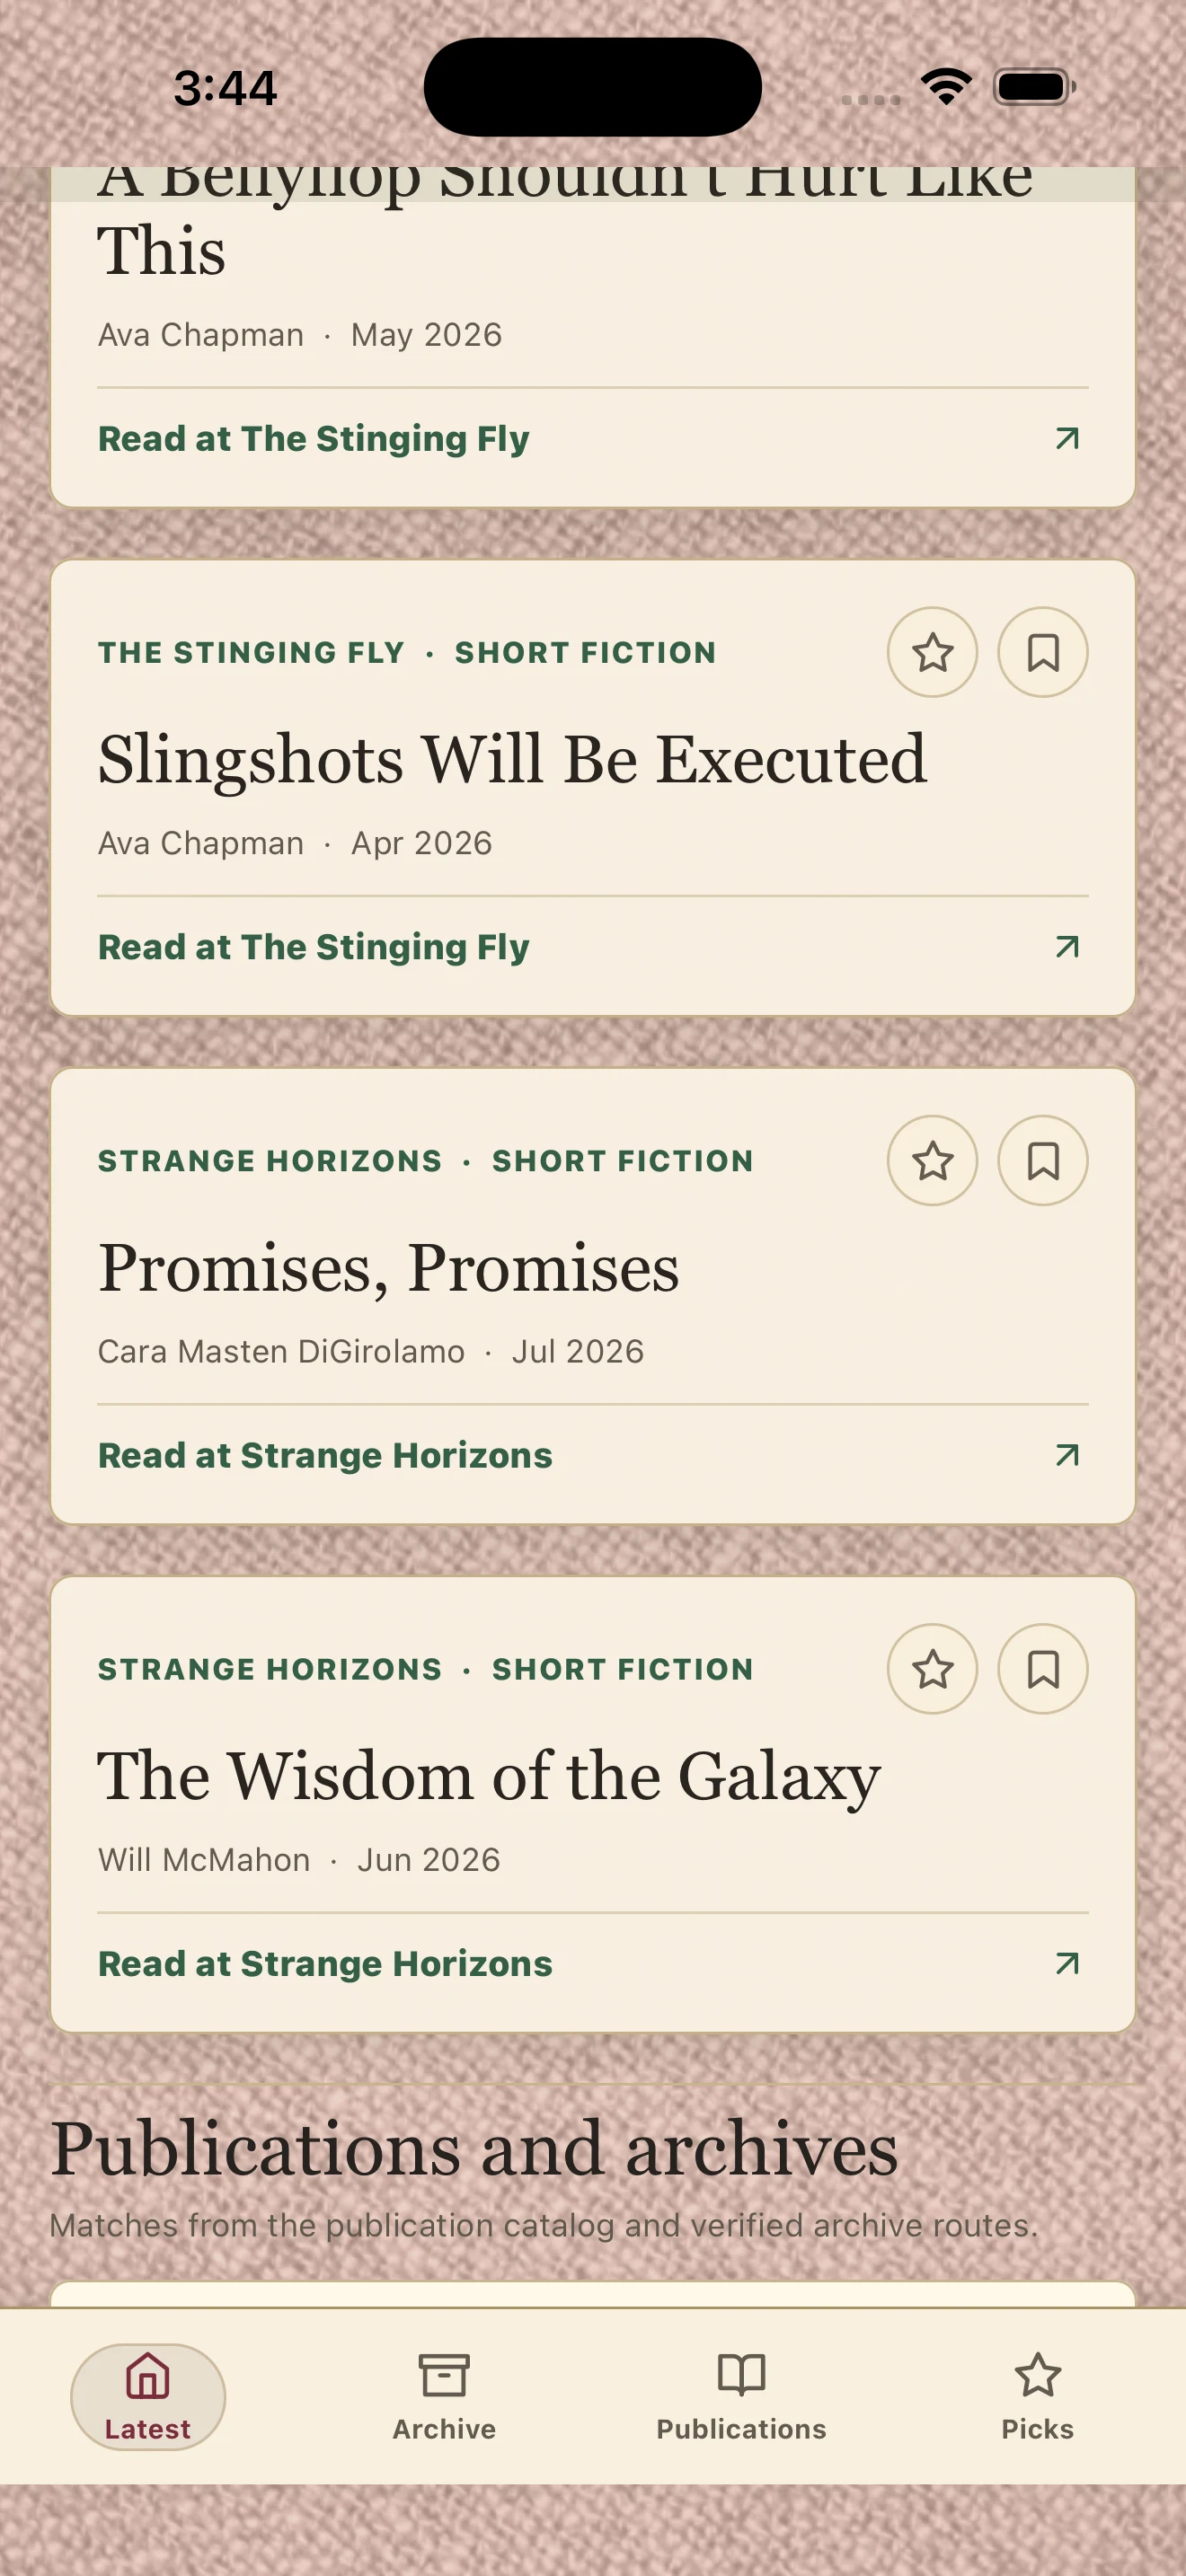 3:44
A Bellyflop Shouldn't Hurt Like
This
Ava Chapman · May 2026
Read at The Stinging Fly
THE STINGING FLY · SHORT FICTION
Slingshots Will Be Executed
Ava Chapman · Apr 2026
Read at The Stinging Fly
STRANGE HORIZONS · SHORT FICTION
Promises, Promises
Cara Masten DiGirolamo · Jul 2026
Read at Strange Horizons
STRANGE HORIZONS · SHORT FICTION
The Wisdom of the Galaxy
Will McMahon · Jun 2026
Read at Strange Horizons
Publications and archives
Matches from the publication catalog and verified archive routes.
Latest
Archive
Publications
Picks